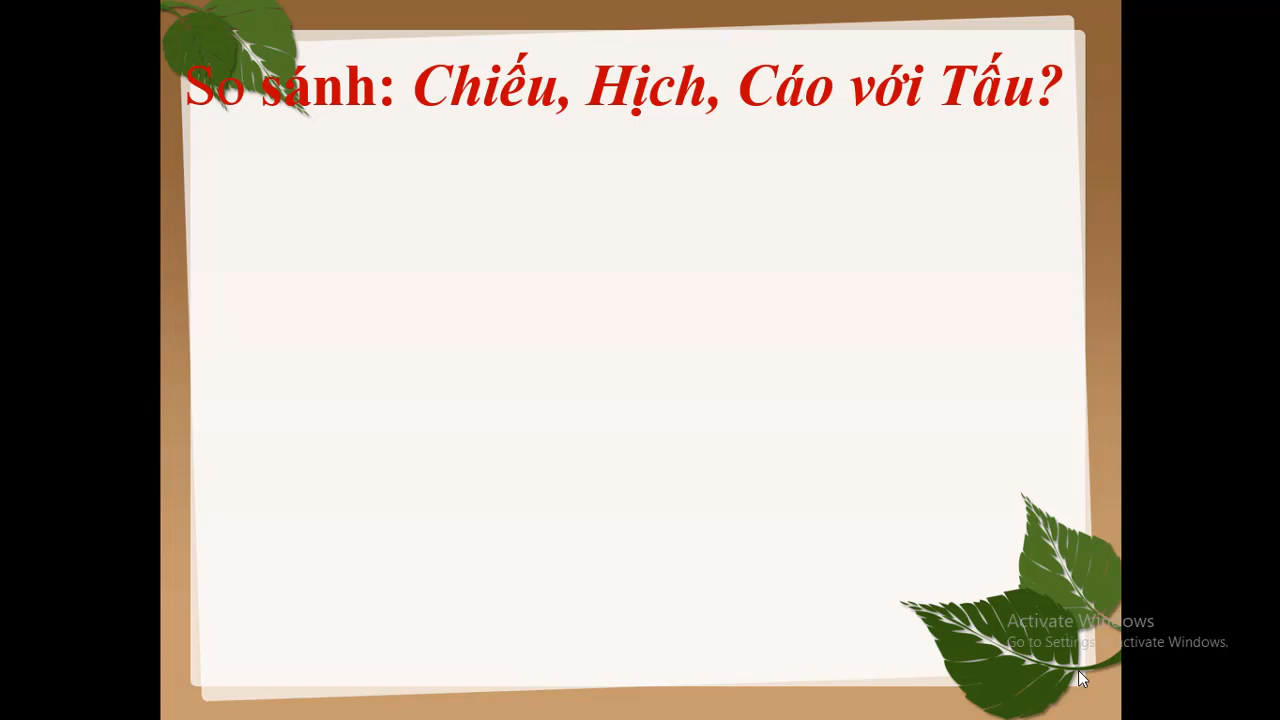 So sánh: Chiếu, Hịch, Cáo với Tấu?
Activate Windows
Go to Settings to activate Windows.